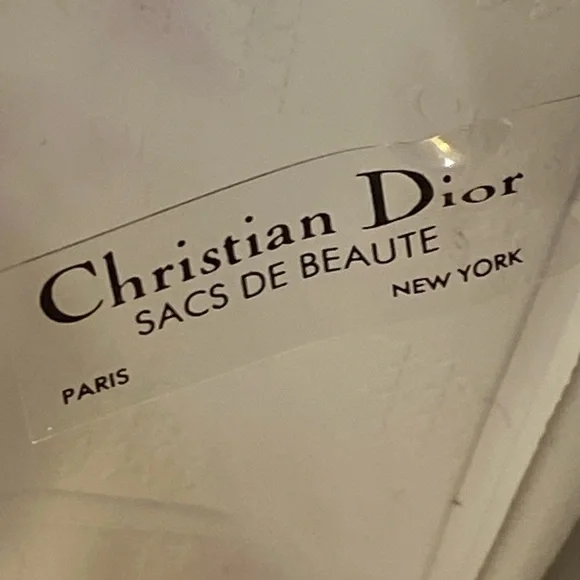 Christian Dior
SACS DE BEAUTE
PARIS NEW YORK